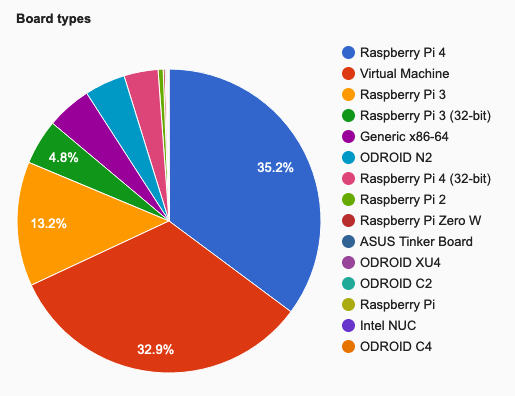 Board types
35.2%
32.9%
13.2%
4.8%
Raspberry Pi 4
Virtual Machine
Raspberry Pi 3
Raspberry Pi 3 (32-bit)
Generic x86-64
ODROID N2
Raspberry Pi 4 (32-bit)
Raspberry Pi 2
Raspberry Pi Zero W
ASUS Tinker Board
ODROID XU4
ODROID C2
Raspberry Pi
Intel NUC
ODROID C4